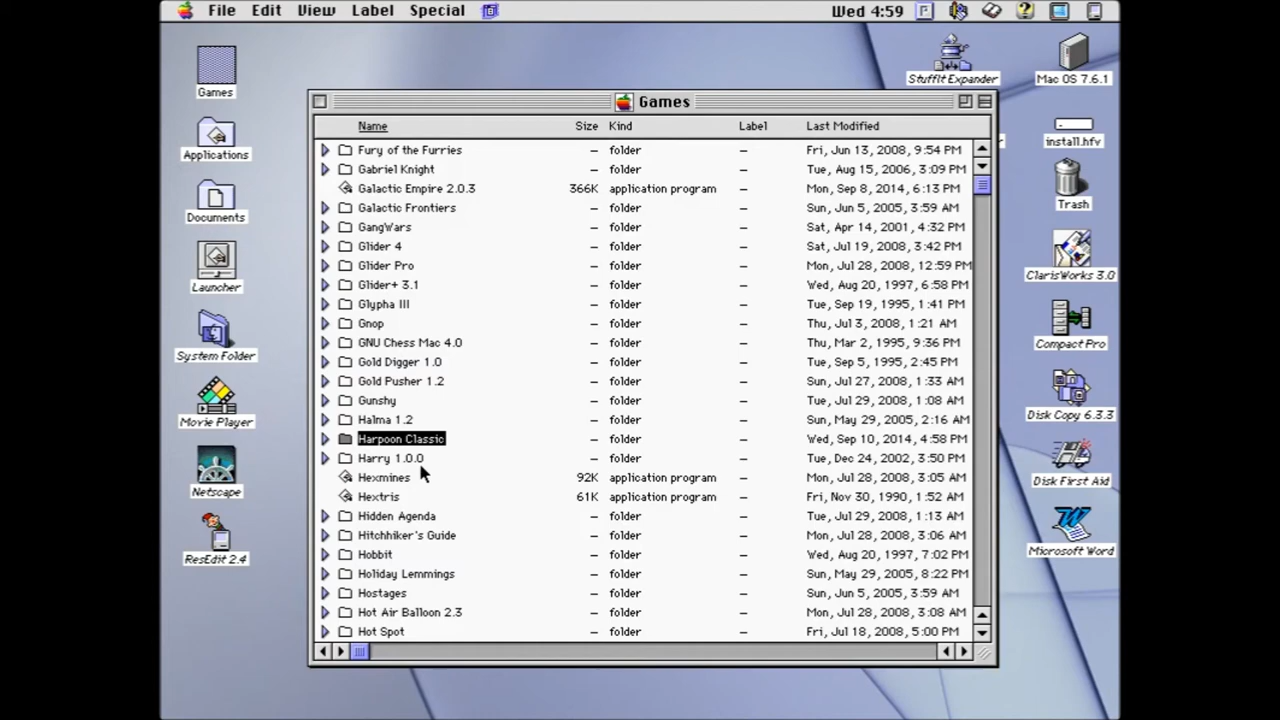 File Edit View Label Special Wed 4:59
Games
Applications
Documents
Launcher
System Folder
Movie Player
Netscape
ResEdit 2.4
Games
Name Size Kind Label Last Modified
Fury of the Furries – folder – Fri, Jun 13, 2008, 9:54 PM
Gabriel Knight – folder – Tue, Aug 15, 2006, 3:09 PM
Galactic Empire 2.0.3 366K application program – Mon, Sep 8, 2014, 6:13 PM
Galactic Frontiers – folder – Sun, Jun 5, 2005, 3:59 AM
GangWars – folder – Sat, Apr 14, 2001, 4:32 PM
Glider 4 – folder – Sat, Jul 19, 2008, 3:42 PM
Glider Pro – folder – Mon, Jul 28, 2008, 12:59 PM
Glider+ 3.1 – folder – Wed, Aug 20, 1997, 6:58 PM
Glypha III – folder – Tue, Sep 19, 1995, 1:41 PM
Gnop – folder – Thu, Jul 3, 2008, 1:21 AM
GNU Chess Mac 4.0 – folder – Thu, Mar 2, 1995, 9:36 PM
Gold Digger 1.0 – folder – Tue, Sep 5, 1995, 2:45 PM
Gold Pusher 1.2 – folder – Sun, Jul 27, 2008, 1:33 AM
Gunshy – folder – Tue, Jul 29, 2008, 1:08 AM
Halma 1.2 – folder – Sun, May 29, 2005, 2:16 AM
Harpoon Classic – folder – Wed, Sep 10, 2014, 4:58 PM
Harry 1.0.0 – folder – Tue, Dec 24, 2002, 3:50 PM
Hexmines 92K application program – Mon, Jul 28, 2008, 3:05 AM
Hextris 61K application program – Fri, Nov 30, 1990, 1:52 AM
Hidden Agenda – folder – Tue, Jul 29, 2008, 1:13 AM
Hitchhiker's Guide – folder – Mon, Jul 28, 2008, 3:06 AM
Hobbit – folder – Wed, Aug 20, 1997, 7:02 PM
Holiday Lemmings – folder – Sun, May 29, 2005, 8:22 PM
Hostages – folder – Sun, Jun 5, 2005, 3:59 AM
Hot Air Balloon 2.3 – folder – Mon, Jul 28, 2008, 3:08 AM
Hot Spot – folder – Fri, Jul 18, 2008, 5:00 PM
StuffIt Expander
Mac OS 7.6.1
install.hfv
Trash
ClarisWorks 3.0
Compact Pro
Disk Copy 6.3.3
Disk First Aid
Microsoft Word